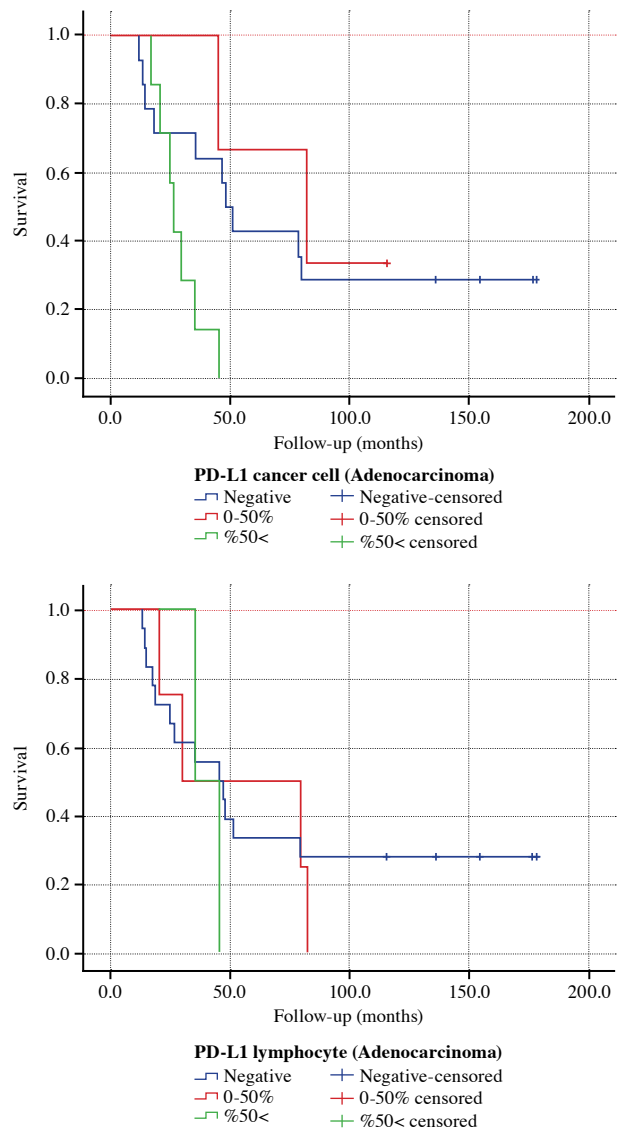 1.0
0.8
0.6
0.4
0.2
0.0
Survival
0.0 50.0 100.0 150.0 200.0
Follow-up (months)
PD-L1 cancer cell (Adenocarcinoma)
Negative Negative-censored
0-50% 0-50% censored
%50< %50< censored
1.0
0.8
0.6
0.4
0.2
0.0
Survival
0.0 50.0 100.0 150.0 200.0
Follow-up (months)
PD-L1 lymphocyte (Adenocarcinoma)
Negative Negative-censored
0-50% 0-50% censored
%50< %50< censored